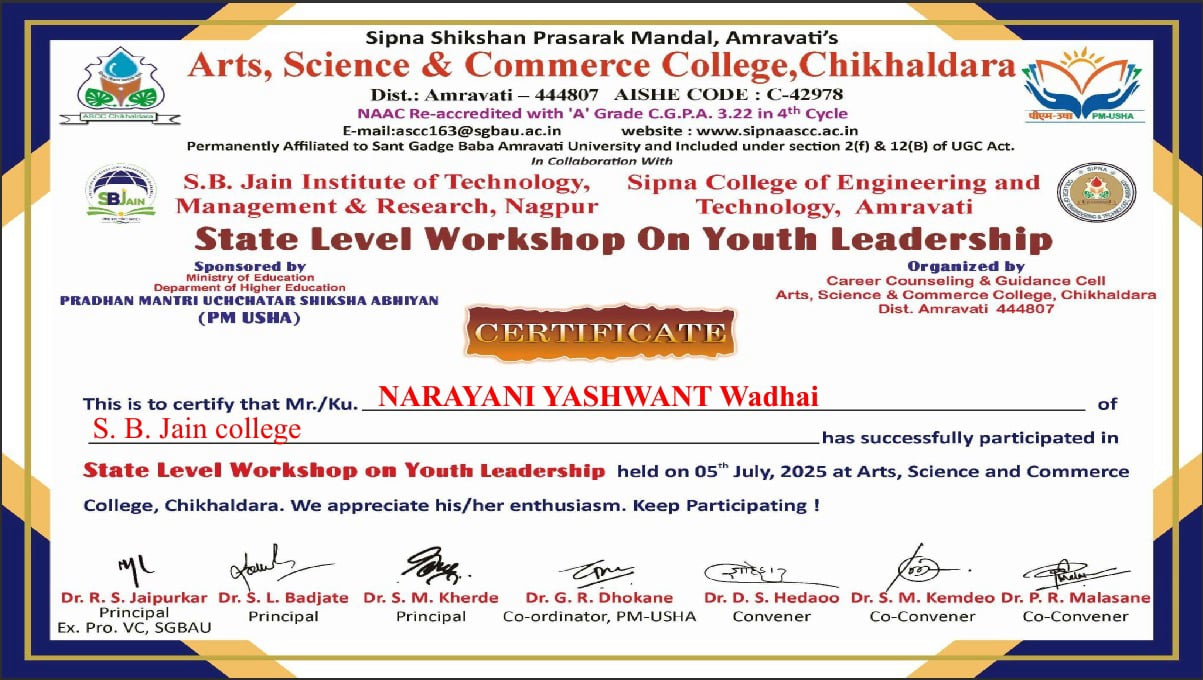 Sipna Shikshan Prasarak Mandal, Amravati's
Arts, Science & Commerce College,Chikhaldara
Dist.: Amravati – 444807 AISHE CODE : C-42978
NAAC Re-accredited with 'A' Grade C.G.P.A. 3.22 in 4th Cycle
E-mail:ascc163@sgbau.ac.in website : www.sipnaascc.ac.in
Permanently Affiliated to Sant Gadge Baba Amravati University and Included under section 2(f) & 12(B) of UGC Act.
In Collaboration With
ASCC Chikhaldara
पीएम-उषा PM-USHA
SBJAIN
S.B. Jain Institute of Technology,
Management & Research, Nagpur
Sipna College of Engineering and
Technology, Amravati
SIPNA
State Level Workshop On Youth Leadership
Sponsored by
Ministry of Education
Deparment of Higher Education
PRADHAN MANTRI UCHCHATAR SHIKSHA ABHIYAN
(PM USHA)
Organized by
Career Counseling & Guidance Cell
Arts, Science & Commerce College, Chikhaldara
Dist. Amravati 444807
CERTIFICATE
This is to certify that Mr./Ku. NARAYANI YASHWANT Wadhai of
S. B. Jain college has successfully participated in
State Level Workshop on Youth Leadership held on 05th July, 2025 at Arts, Science and Commerce
College, Chikhaldara. We appreciate his/her enthusiasm. Keep Participating !
Dr. R. S. Jaipurkar
Principal
Ex. Pro. VC, SGBAU
Dr. S. L. Badjate
Principal
Dr. S. M. Kherde
Principal
Dr. G. R. Dhokane
Co-ordinator, PM-USHA
Dr. D. S. Hedaoo
Convener
Dr. S. M. Kemdeo
Co-Convener
Dr. P. R. Malasane
Co-Convener